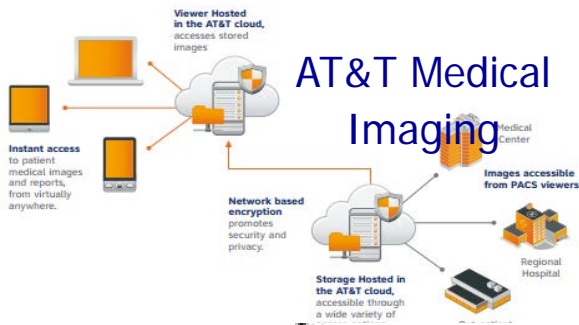 Viewer Hosted
in the AT&T cloud,
accesses stored
images
AT&T Medical
Imaging
Instant access
to patient
medical images
and reports,
from virtually
anywhere.
Medical
Center
Images accessible
from PACS viewers
Network based
encryption
promotes
security and
privacy.
Regional
Hospital
Storage Hosted in
the AT&T cloud,
accessible through
a wide variety of